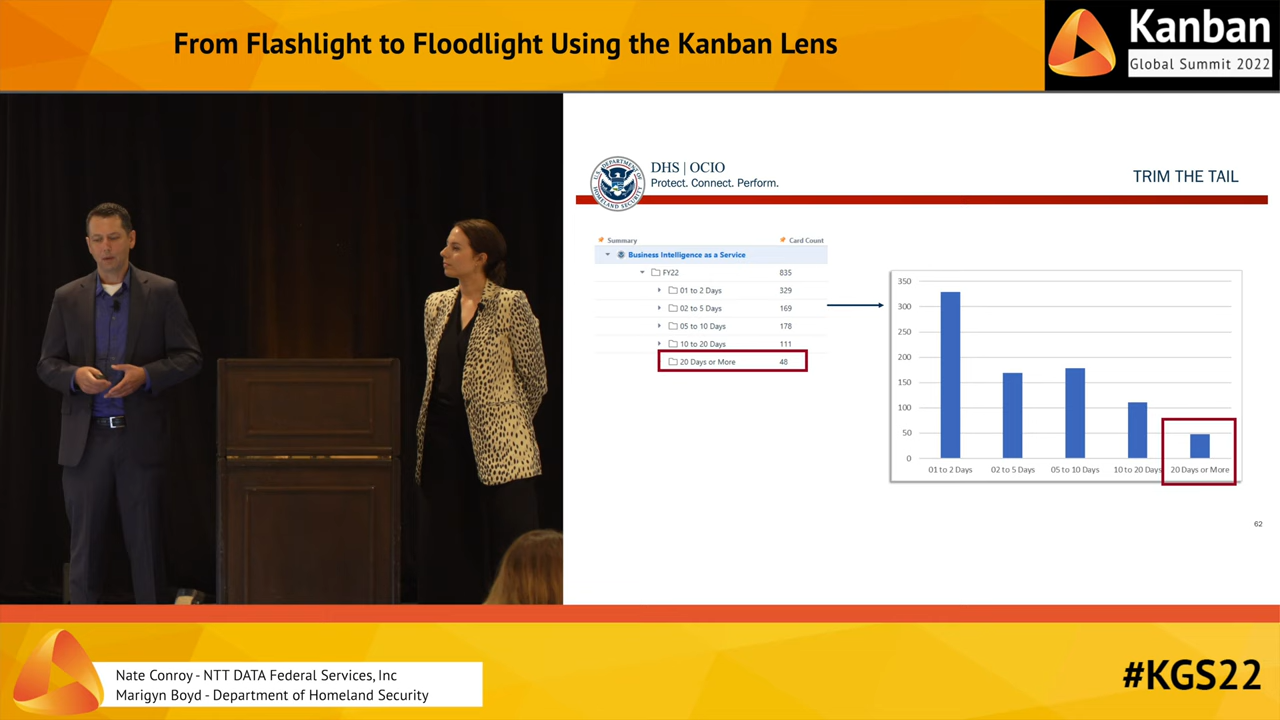 From Flashlight to Floodlight Using the Kanban Lens
Kanban
Global Summit 2022
DHS | OCIO
Protect. Connect. Perform.
TRIM THE TAIL
Summary Card Count
Business Intelligence as a Service
FY22 835
01 to 2 Days 329
02 to 5 Days 169
05 to 10 Days 178
10 to 20 Days 111
20 Days or More 48
350
300
250
200
150
100
50
0
01 to 2 Days 02 to 5 Days 05 to 10 Days 10 to 20 Days 20 Days or More
62
Nate Conroy - NTT DATA Federal Services, Inc
Marigyn Boyd - Department of Homeland Security
#KGS22